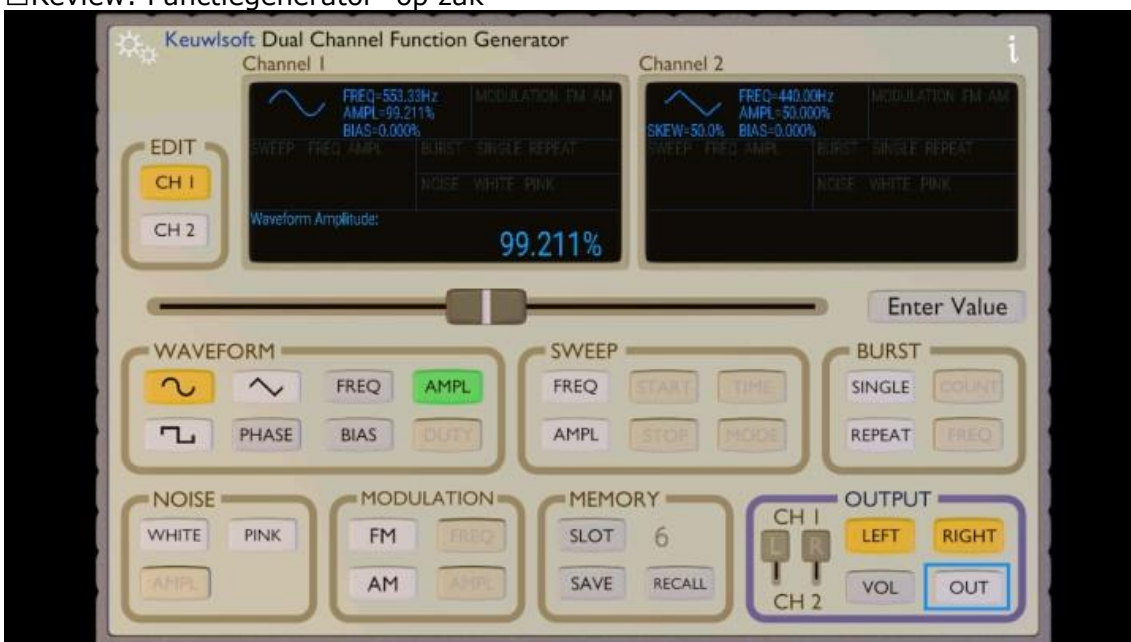 Review: Functiegenerator op zak
Keuwlsoft Dual Channel Function Generator
i
Channel 1
FREQ=553.33Hz
AMPL=99.211%
BIAS=0.000%
MODULATION FM AM
SWEEP FREQ AMPL
BURST SINGLE REPEAT
NOISE WHITE PINK
Waveform Amplitude:
99.211%
Channel 2
FREQ=440.00Hz
AMPL=50.000%
SKEW=50.0% BIAS=0.000%
MODULATION FM AM
SWEEP FREQ AMPL
BURST SINGLE REPEAT
NOISE WHITE PINK
EDIT
CH 1
CH 2
Enter Value
WAVEFORM
FREQ AMPL
PHASE BIAS DUTY
SWEEP
FREQ START TIME
AMPL STOP MODE
BURST
SINGLE COUNT
REPEAT FREQ
NOISE
WHITE PINK
AMPL
MODULATION
FM FREQ
AM AMPL
MEMORY
SLOT 6
SAVE RECALL
OUTPUT
CH 1
L R
CH 2
LEFT RIGHT
VOL OUT